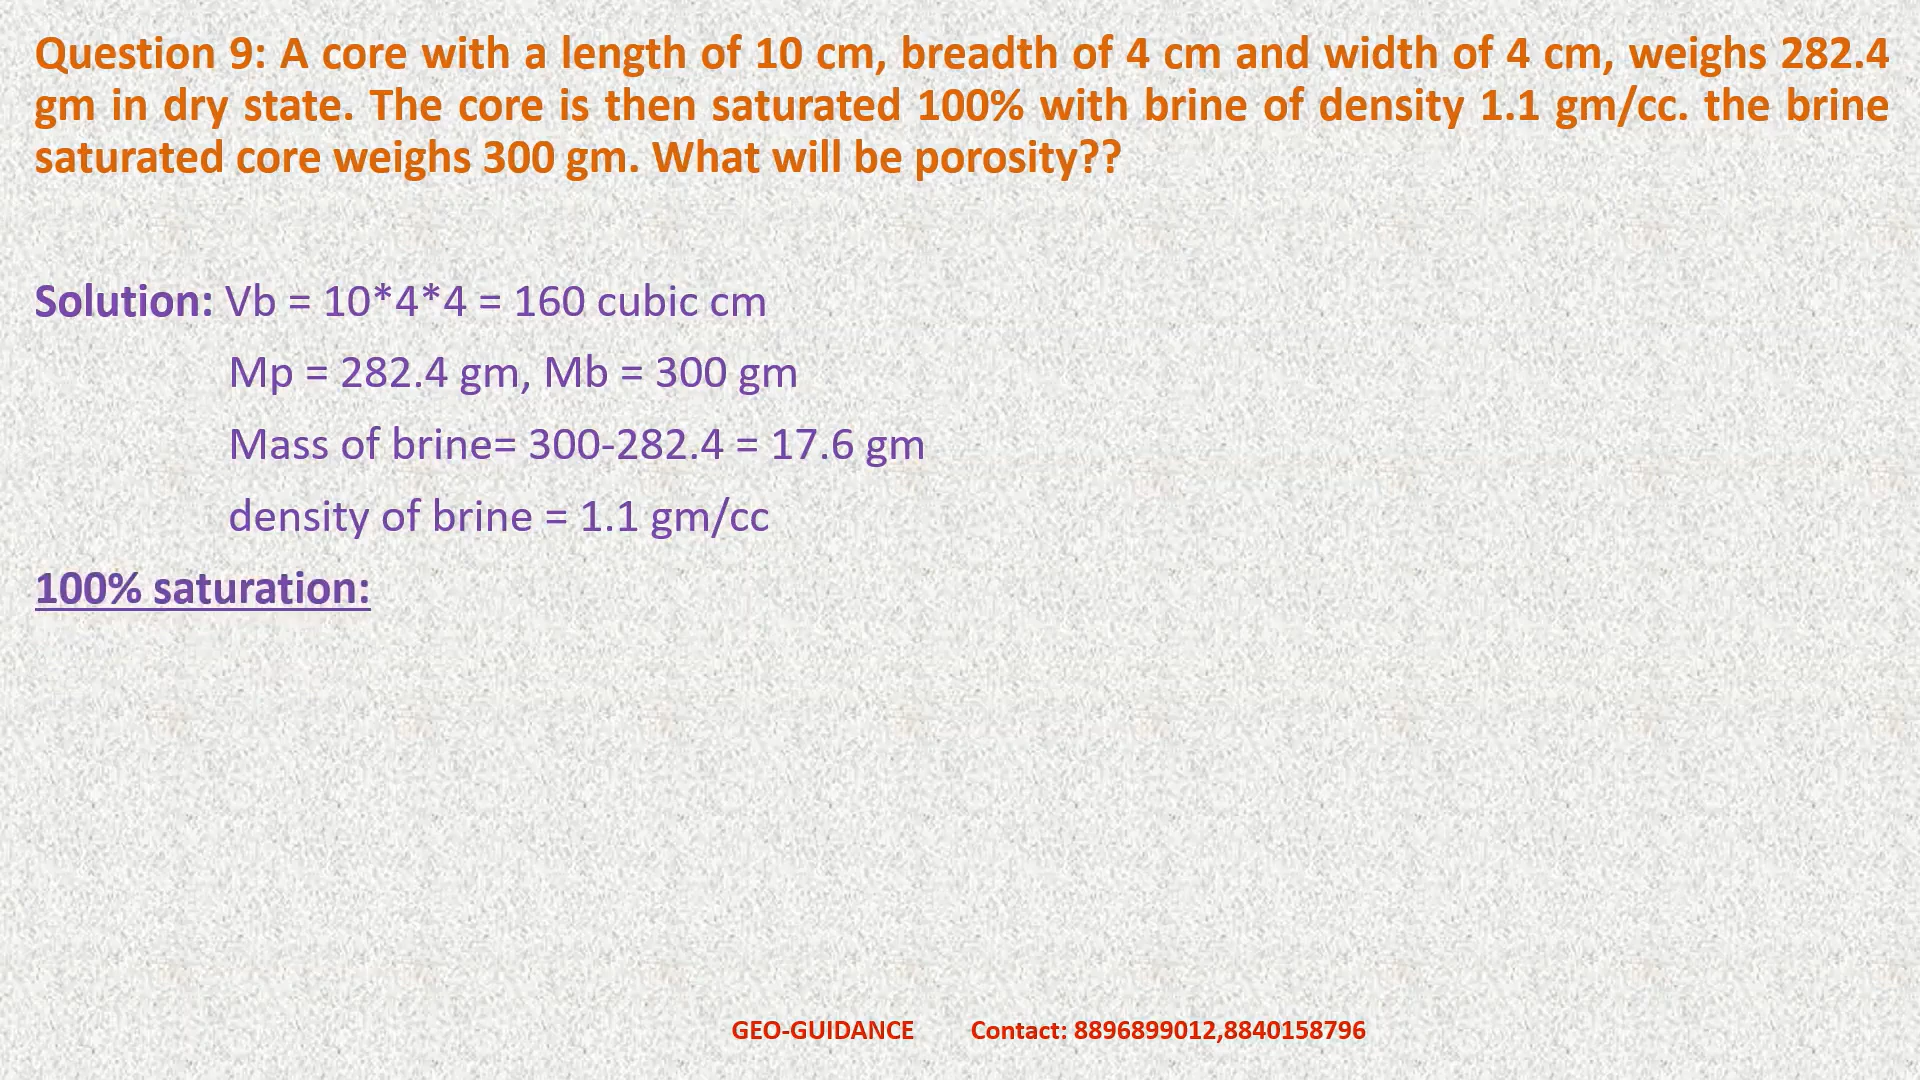 Question 9: A core with a length of 10 cm, breadth of 4 cm and width of 4 cm, weighs 282.4
gm in dry state. The core is then saturated 100% with brine of density 1.1 gm/cc. the brine
saturated core weighs 300 gm. What will be porosity??
Solution: Vb = 10*4*4 = 160 cubic cm
Mp = 282.4 gm, Mb = 300 gm
Mass of brine= 300-282.4 = 17.6 gm
density of brine = 1.1 gm/cc
100% saturation:
GEO-GUIDANCE Contact: 8896899012,8840158796